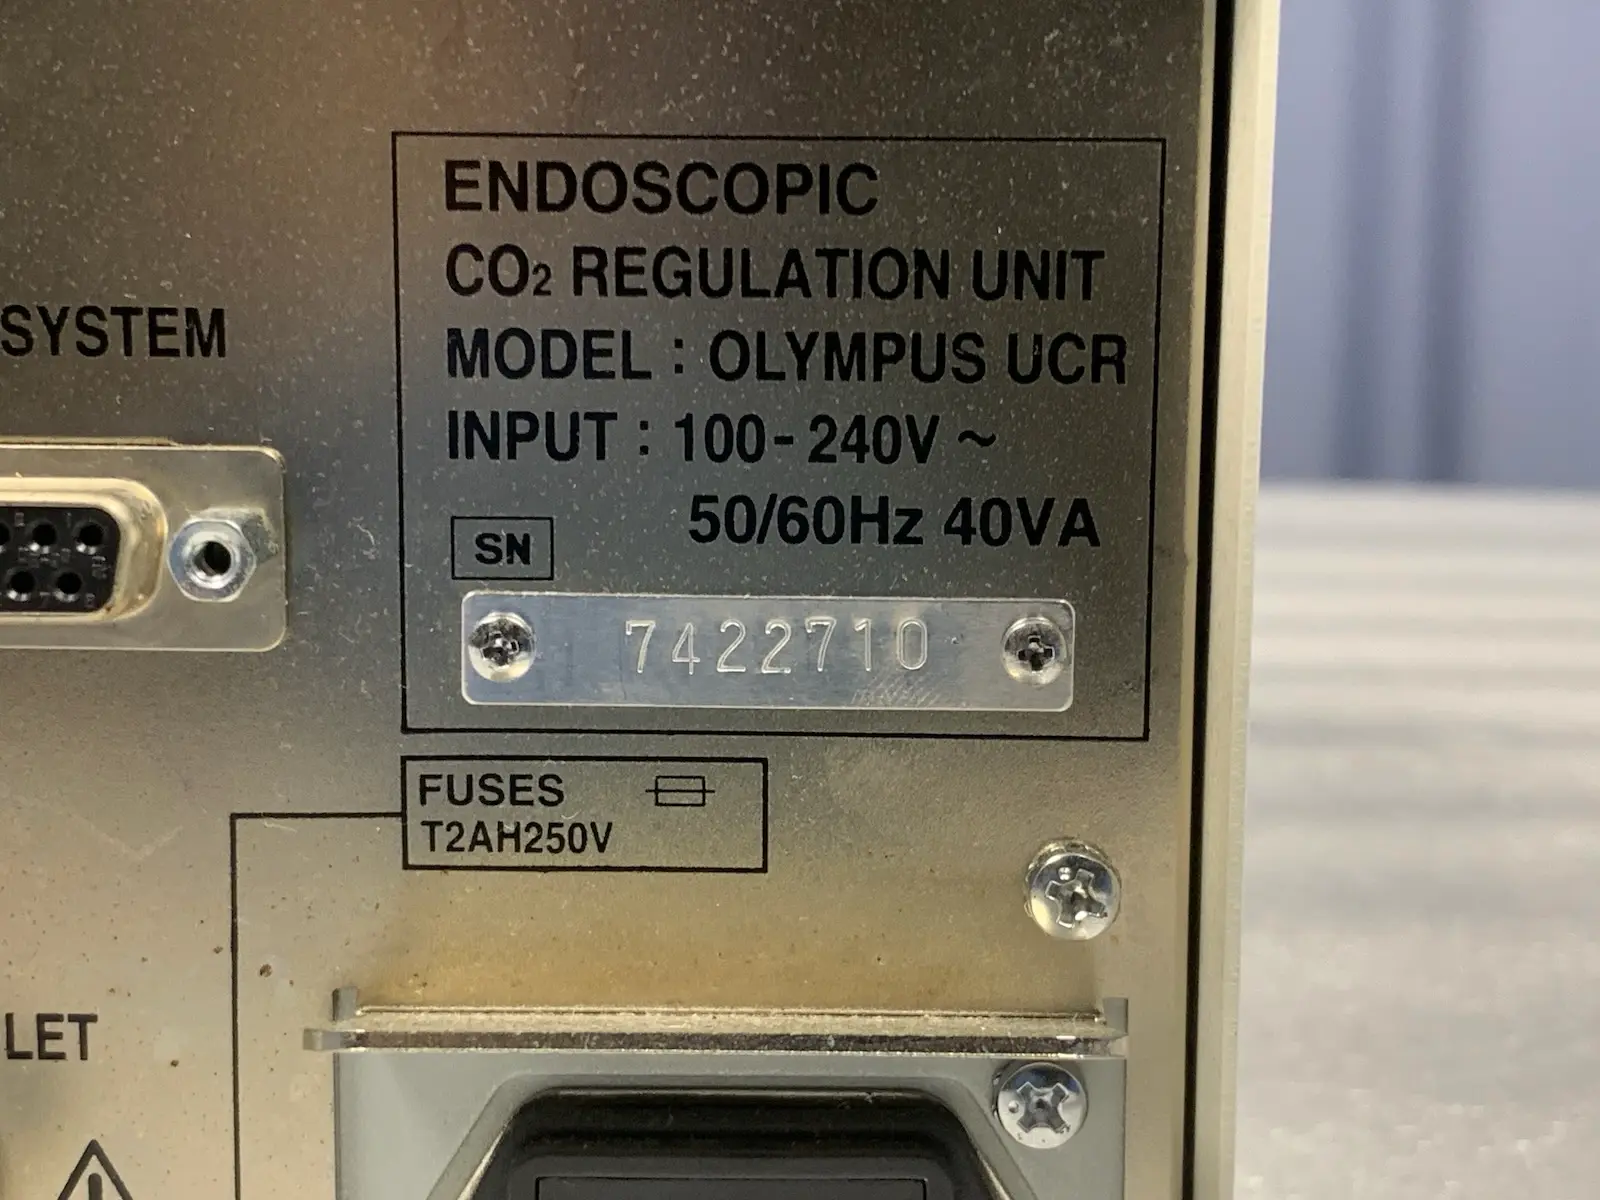 ENDOSCOPIC
CO₂ REGULATION UNIT
MODEL : OLYMPUS UCR
INPUT : 100-240V ~
50/60Hz 40VA
SN
7422710
SYSTEM
FUSES
T2AH250V
LET